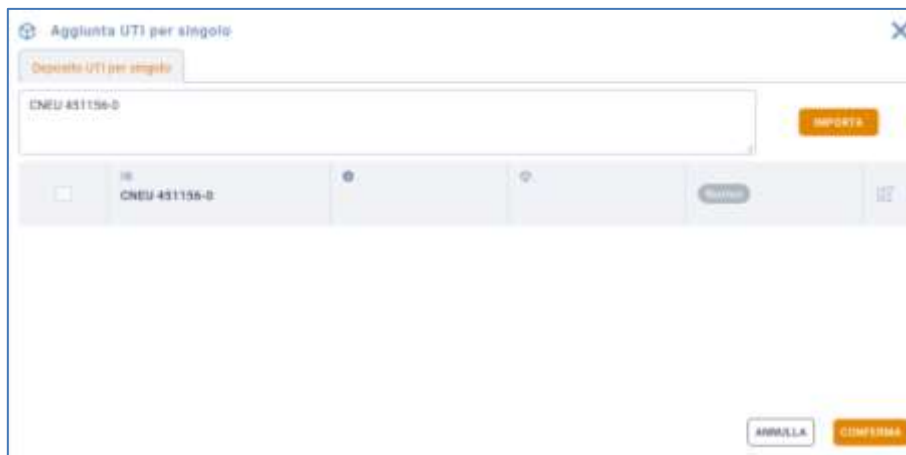 Aggiunta UTI per singolo
Deposito UTI per singolo
CNEU 451156-0
IMPORTA
CNEU 451156-0
ANNULLA
CONFERMA